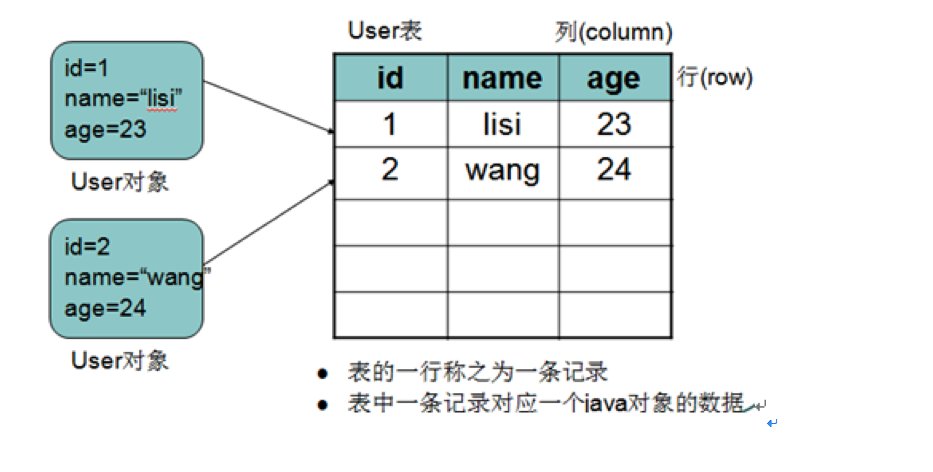 User表
列(column)
id=1
name=“lisi”
age=23
User对象
id=2
name=“wang”
age=24
User对象
id name age 行(row)
1 lisi 23
2 wang 24
● 表的一行称之为一条记录
● 表中一条记录对应一个java对象的数据